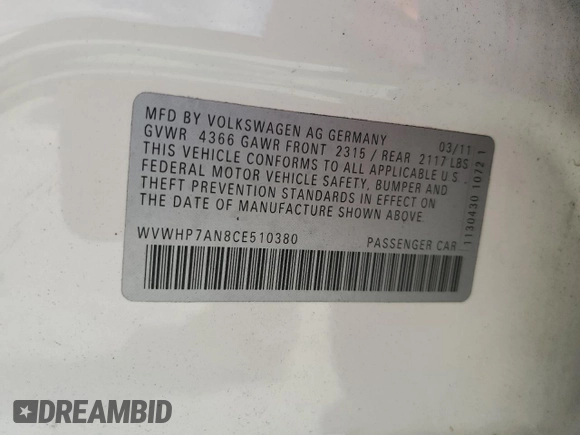 MFD BY VOLKSWAGEN AG GERMANY 03/11
GVWR 4366 GAWR FRONT 2315 / REAR 2117 LBS
THIS VEHICLE CONFORMS TO ALL APPLICABLE U S
FEDERAL MOTOR VEHICLE SAFETY, BUMPER AND
THEFT PREVENTION STANDARDS IN EFFECT ON
THE DATE OF MANUFACTURE SHOWN ABOVE.
WVWHP7AN8CE510380 PASSENGER CAR
1130430 1072 1
DREAMBID